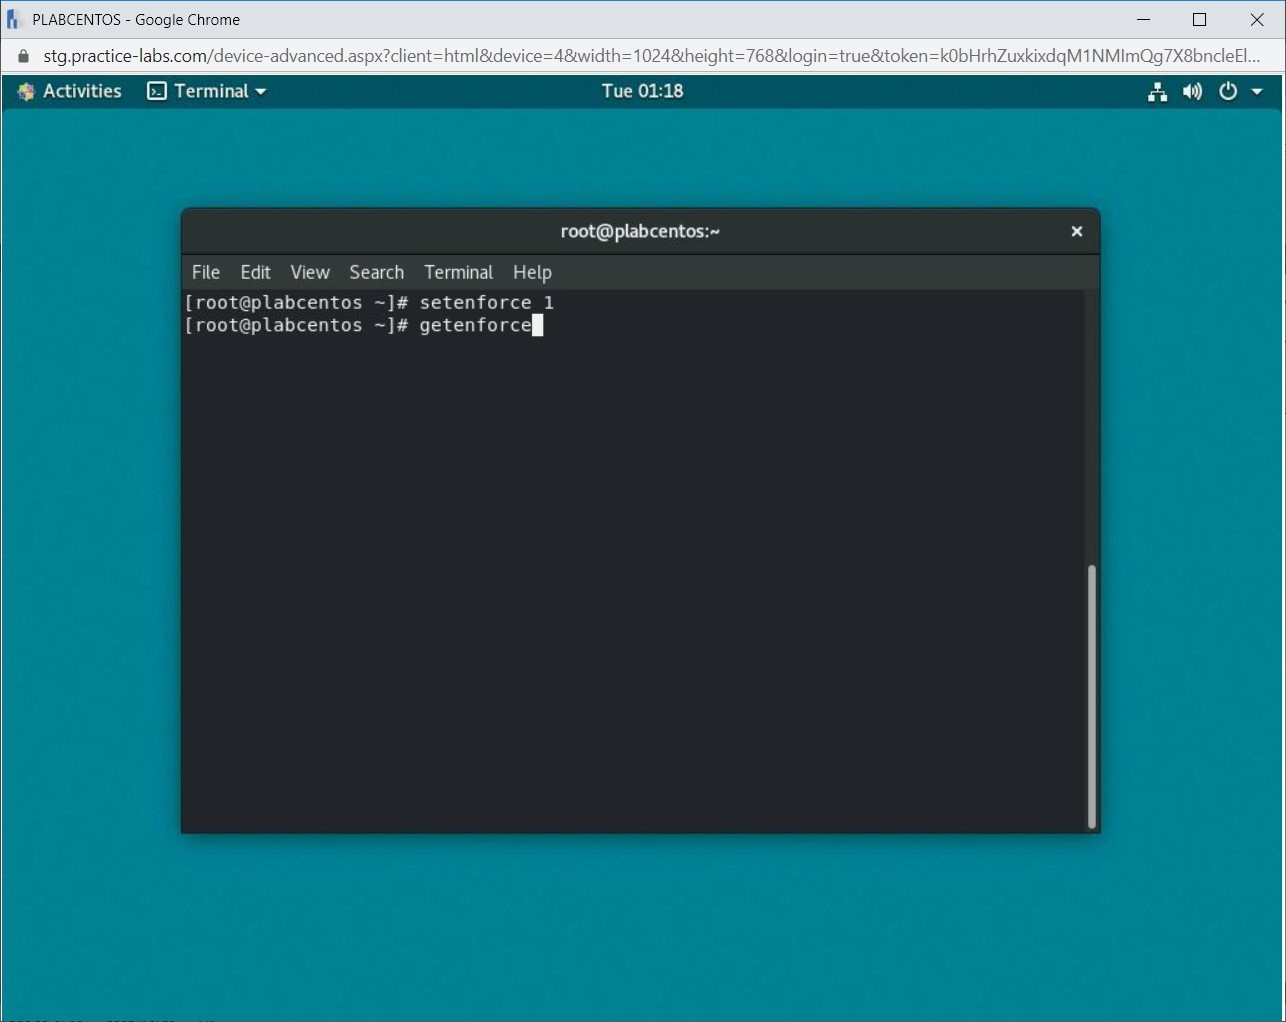 PLABCENTOS - Google Chrome
stg.practice-labs.com/device-advanced.aspx?client=html&device=4&width=1024&height=768&login=true&token=k0bHrhZuxkixdqM1NMImQg7X8bncleEl...
Activities Terminal Tue 01:18
root@plabcentos:~
File Edit View Search Terminal Help
[root@plabcentos ~]# setenforce 1
[root@plabcentos ~]# getenforce